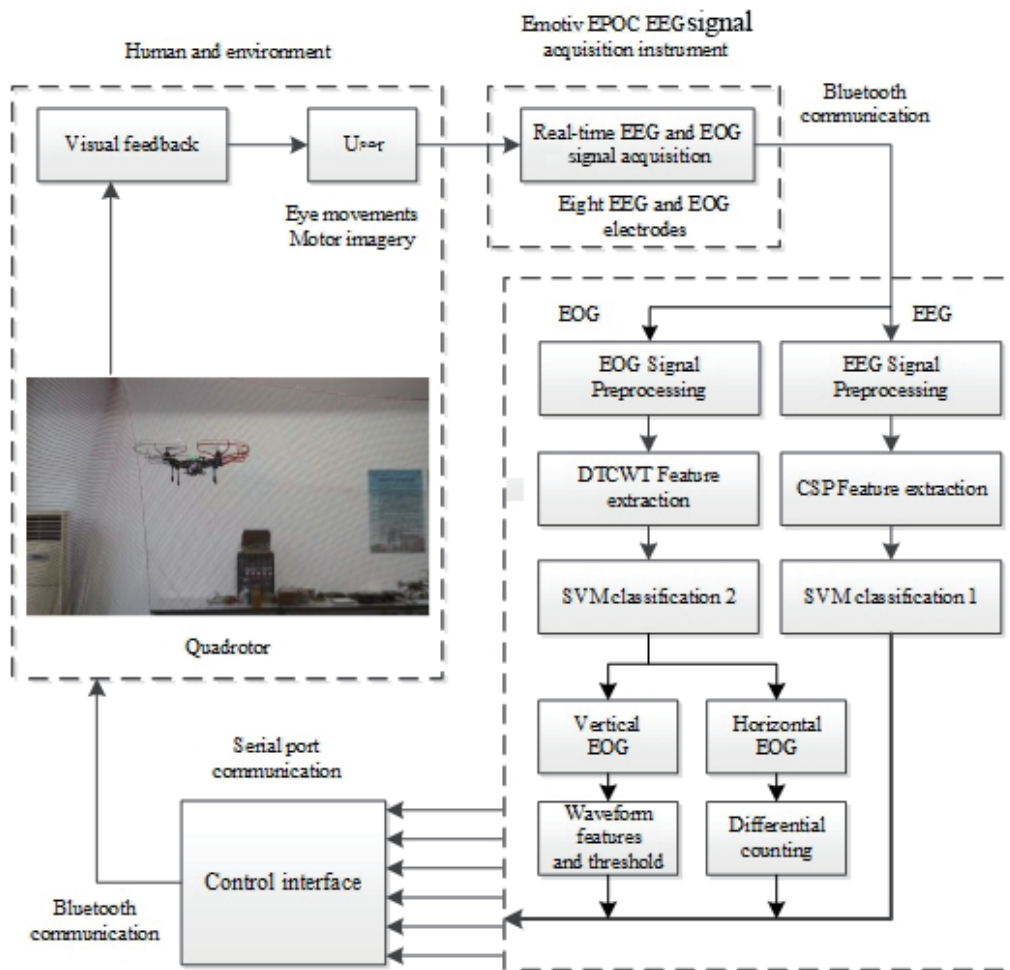 Emotiv EPOC EEG signal
acquisition instrument
Human and environment
Bluetooth
communication
Visual feedback
User
Real-time EEG and EOG
signal acquisition
Eight EEG and EOG
electrodes
Eye movements
Motor imagery
EOG
EEG
EOG Signal
Preprocessing
EEG Signal
Preprocessing
DTCWT Feature
extraction
CSP Feature extraction
SVM classification 2
SVM classification 1
Quadrotor
Vertical
EOG
Horizontal
EOG
Serial port
communication
Waveform
features
and threshold
Differential
counting
Control interface
Bluetooth
communication